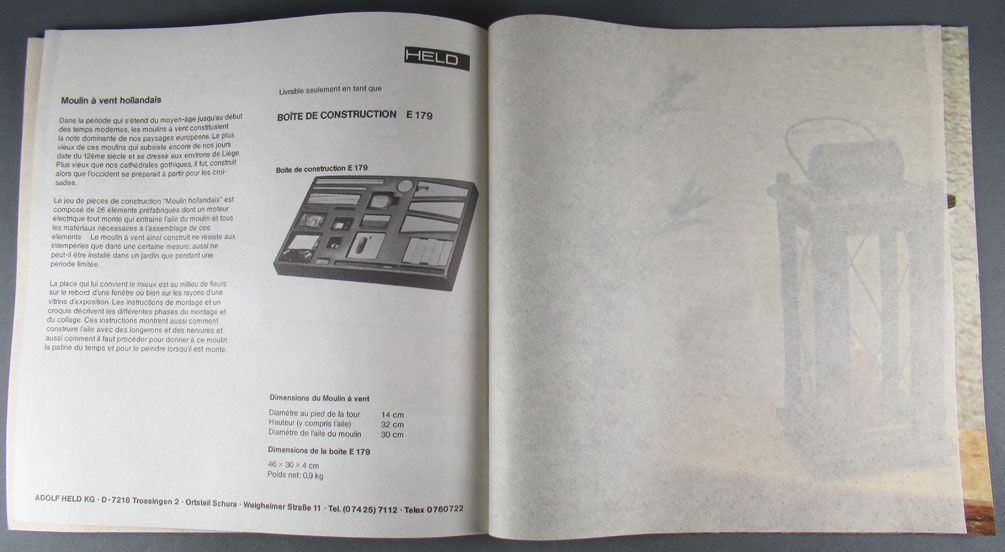 HELD
Moulin à vent hollandais
Dans la période qui s'étend du moyen-âge jusqu'au début
des temps modernes, les moulins à vent constituaient
la note dominante de nos paysages européens. Le plus
vieux de ces moulins qui subsiste encore de nos jours
date du 12ème siècle et se dresse aux environs de Liège.
Plus vieux que nos cathédrales gothiques, il fut construit
alors que l'occident se préparait à partir pour les croi-
sades.
Le jeu de pièces de construction "Moulin hollandais" est
composé de 26 éléments préfabriqués dont un moteur
électrique tout monté qui entraine l'aile du moulin et tous
les matériaux nécessaires à l'assemblage de ces
éléments Le moulin à vent ainsi construit ne résiste aux
intempéries que dans une certaine mesure, aussi ne
peut-il être installé dans un jardin que pendant une
période limitée.
La place qui lui convient le mieux est au milieu de fleurs
sur le rebord d'une fenêtre ou bien sur les rayons d'une
vitrine d'exposition. Les instructions de montage et un
croquis décrivent les différentes phases du montage et
du collage. Ces instructions montrent aussi comment
construire l'aile avec des longerons et des nervures et
aussi comment il faut procéder pour donner à ce moulin
la patine du temps et pour le peindre lorsqu'il est monté.
Livrable seulement en tant que
BOÎTE DE CONSTRUCTION E 179
Boîte de construction E 179
Dimensions du Moulin à vent
Diamètre au pied de la tour 14 cm
Hauteur (y compris l'aile) 32 cm
Diamètre de l'aile du moulin 30 cm
Dimensions de la boîte E 179
46 × 30 × 4 cm
Poids net: 0,9 kg
ADOLF HELD KG · D-7218 Trossingen 2 · Ortsteil Schura · Weigheimer Straße 11 · Tel. (0 74 25) 7112 · Telex 0760722